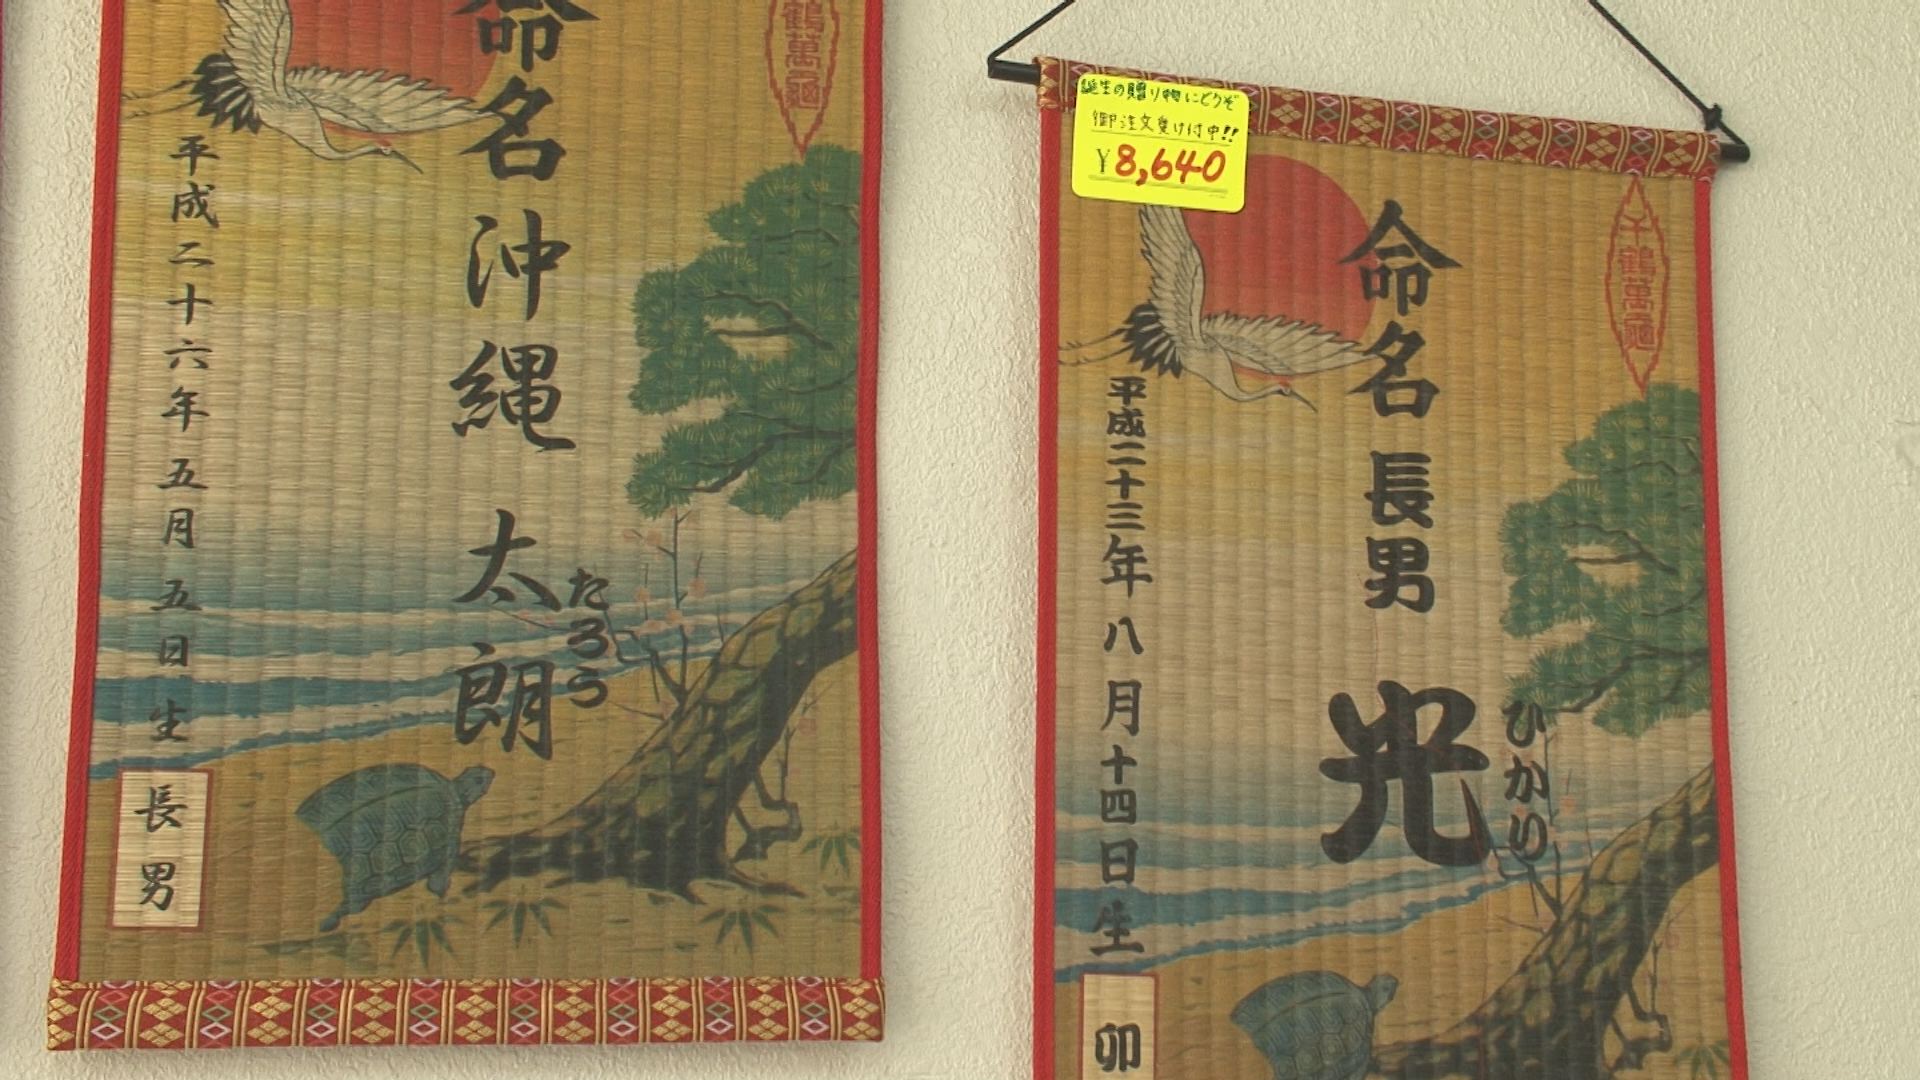 命名 沖縄 太朗
たろう
平成二十六年五月五日生
長男
鶴萬亀
誕生の贈り物にどうぞ
御注文受け付中!!
¥8,640
千鶴萬亀
命名 長男 光
ひかり
平成二十三年八月十四日生
卯